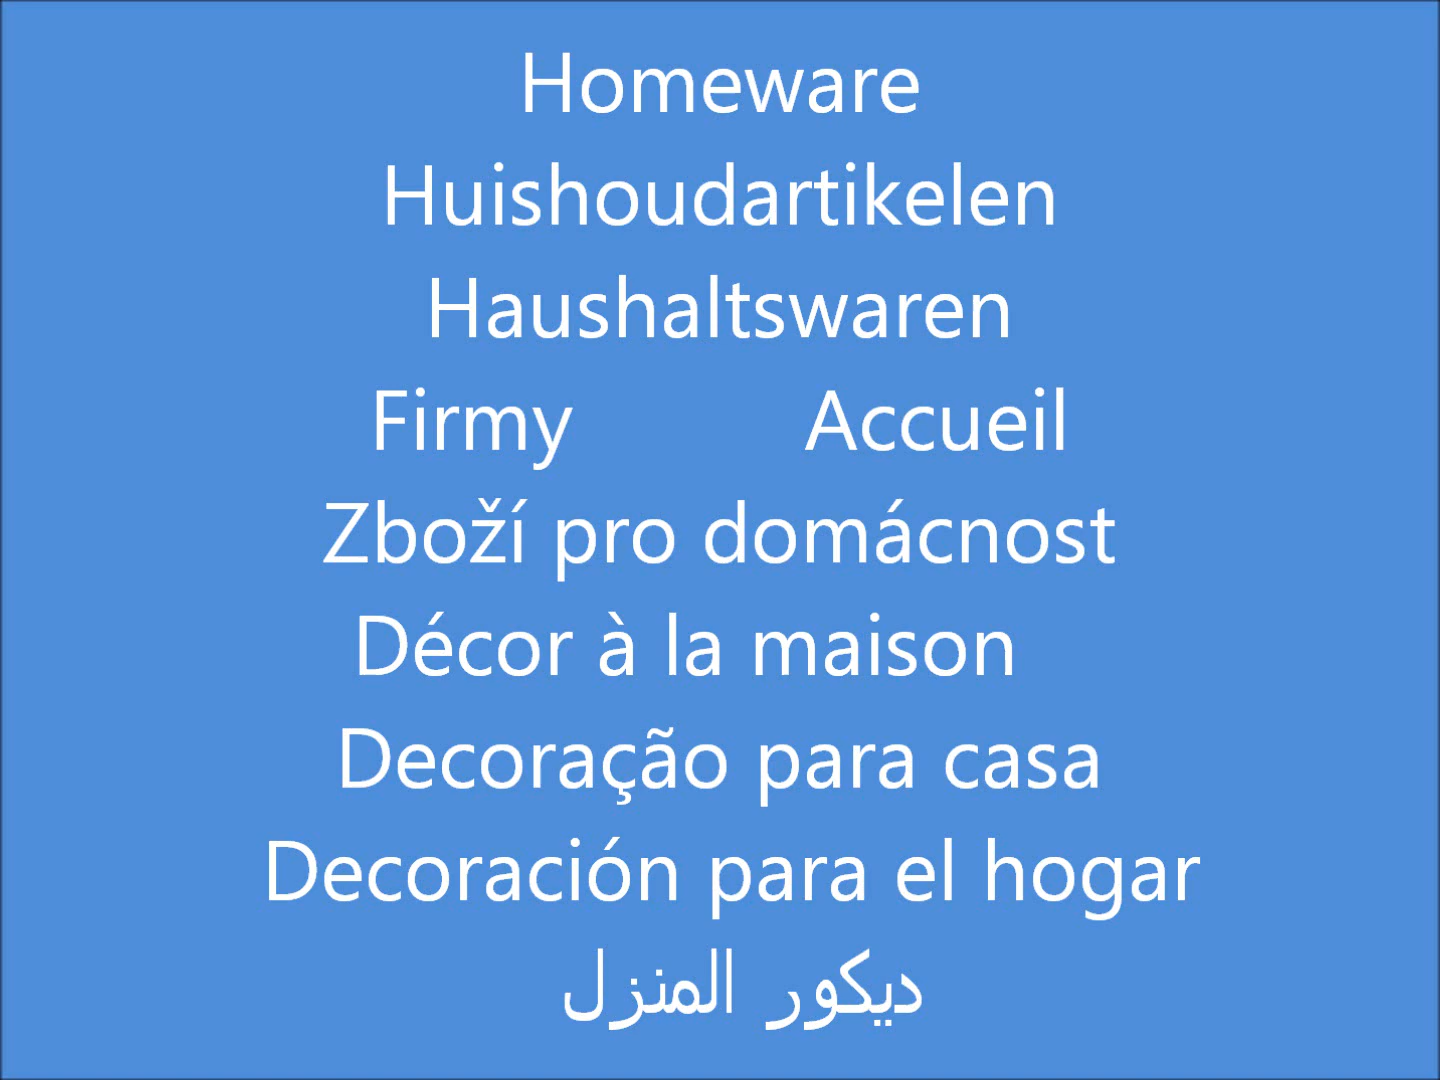 Homeware
Huishoudartikelen
Haushaltswaren
Firmy Accueil
Zboží pro domácnost
Décor à la maison
Decoração para casa
Decoración para el hogar
ديكور المنزل